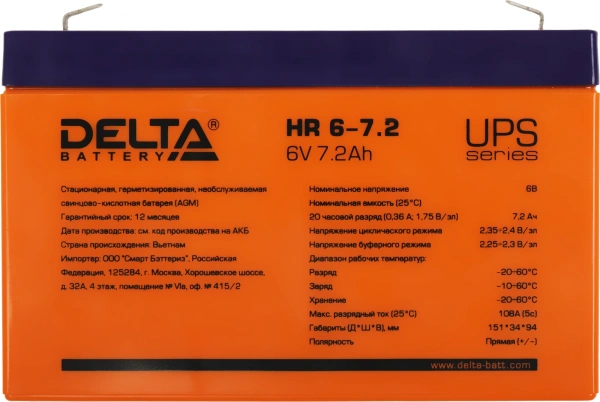 DELTA®
BATTERY
HR 6-7.2
6V 7.2Ah
UPS
series
Стационарная, герметизированная, необслуживаемая
свинцово-кислотная батарея (AGM)
Гарантийный срок: 12 месяцев
Дата производства: см. код производства на АКБ
Страна происхождения: Вьетнам
Импортер: ООО "Смарт Бэттериз", Российская
Федерация, 125284, г. Москва, Хорошевское шоссе,
д. 32А, 4 этаж, помещение № VIа, оф. № 415/2
Номинальное напряжение 6В
Номинальная емкость (25°C)
20 часовой разряд (0,36 А; 1,75 В/эл) 7,2 Ач
Напряжение циклического режима 2,35÷2,4 В/эл
Напряжение буферного режима 2,25÷2,3 В/эл
Диапазон рабочих температур:
Разряд -20÷60°C
Заряд -10÷60°C
Хранение -20÷60°C
Макс. разрядный ток (25°C) 108А (5с)
Габариты (Д*Ш*В), мм 151*34*94
Полярность Прямая (+/-)
www.delta-batt.com